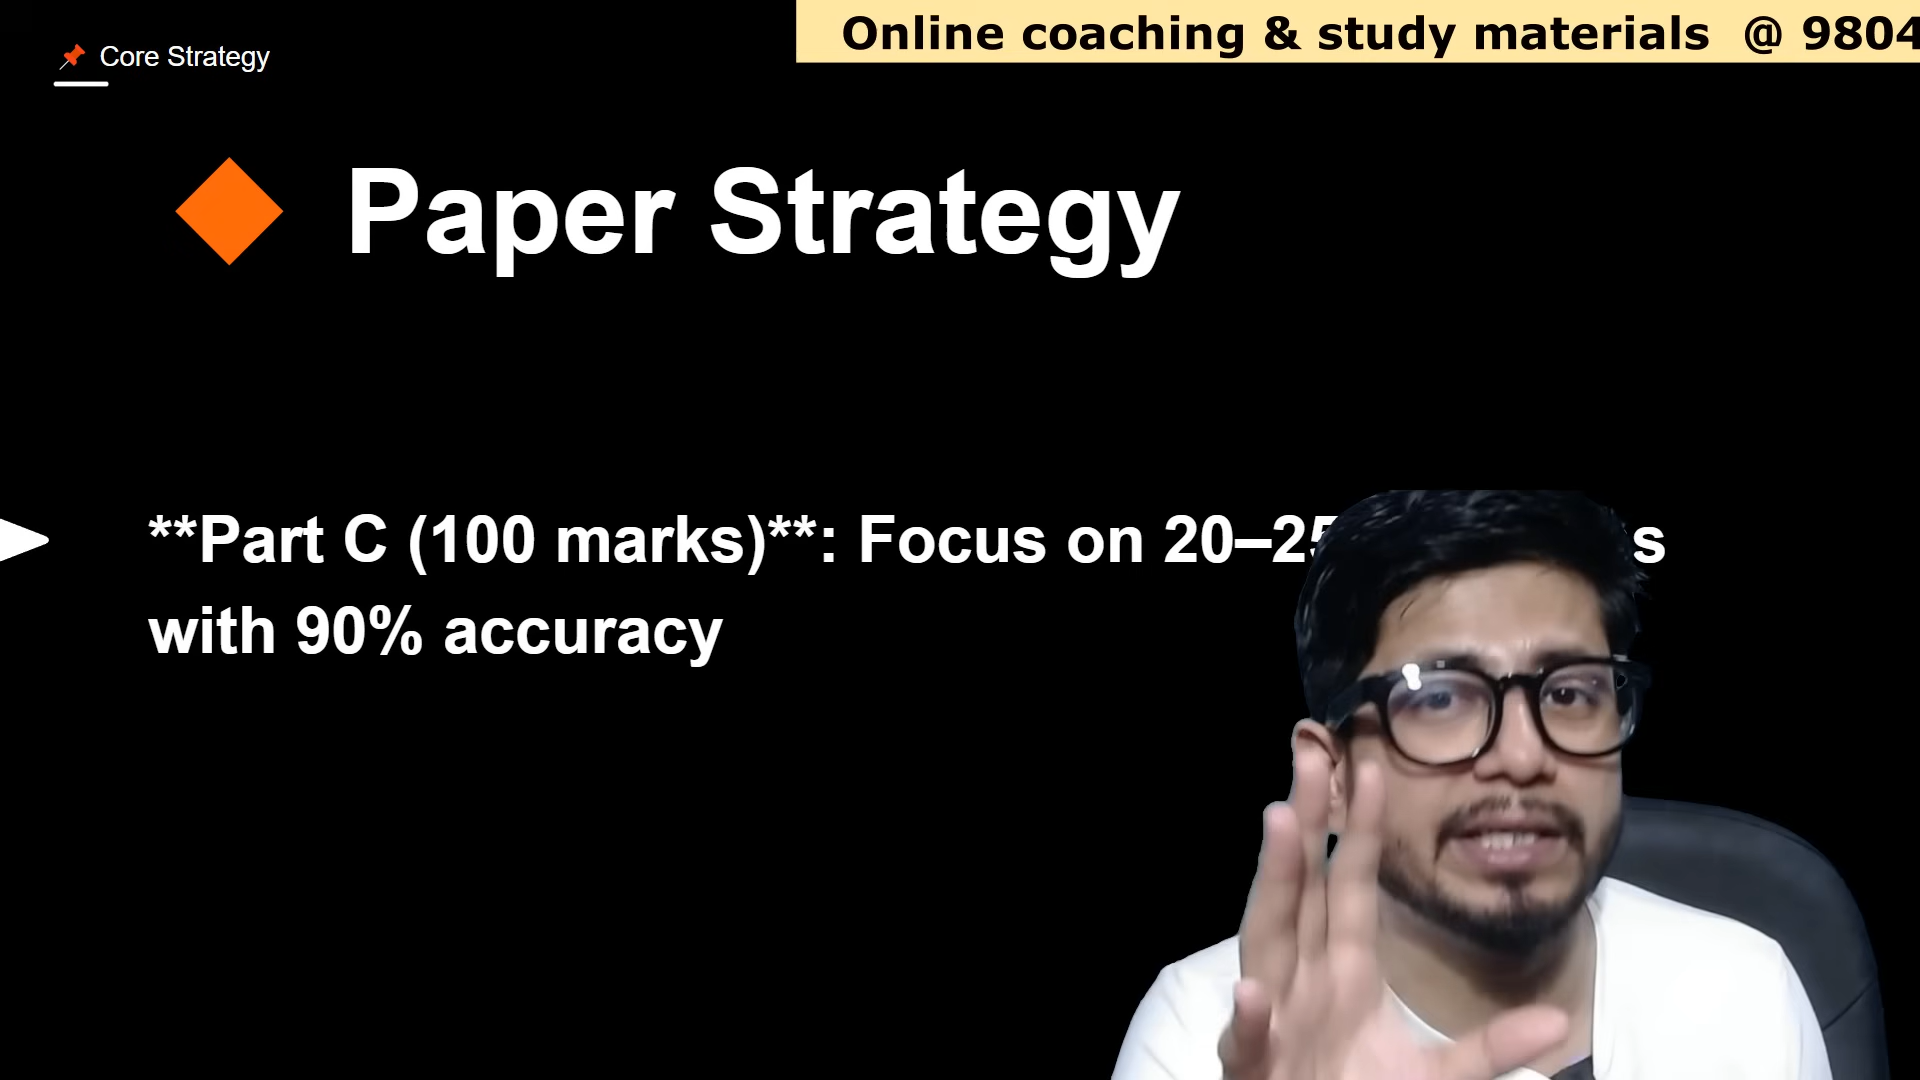 Core Strategy
Online coaching & study materials @ 9804
Paper Strategy
**Part C (100 marks)**: Focus on 20–25
with 90% accuracy